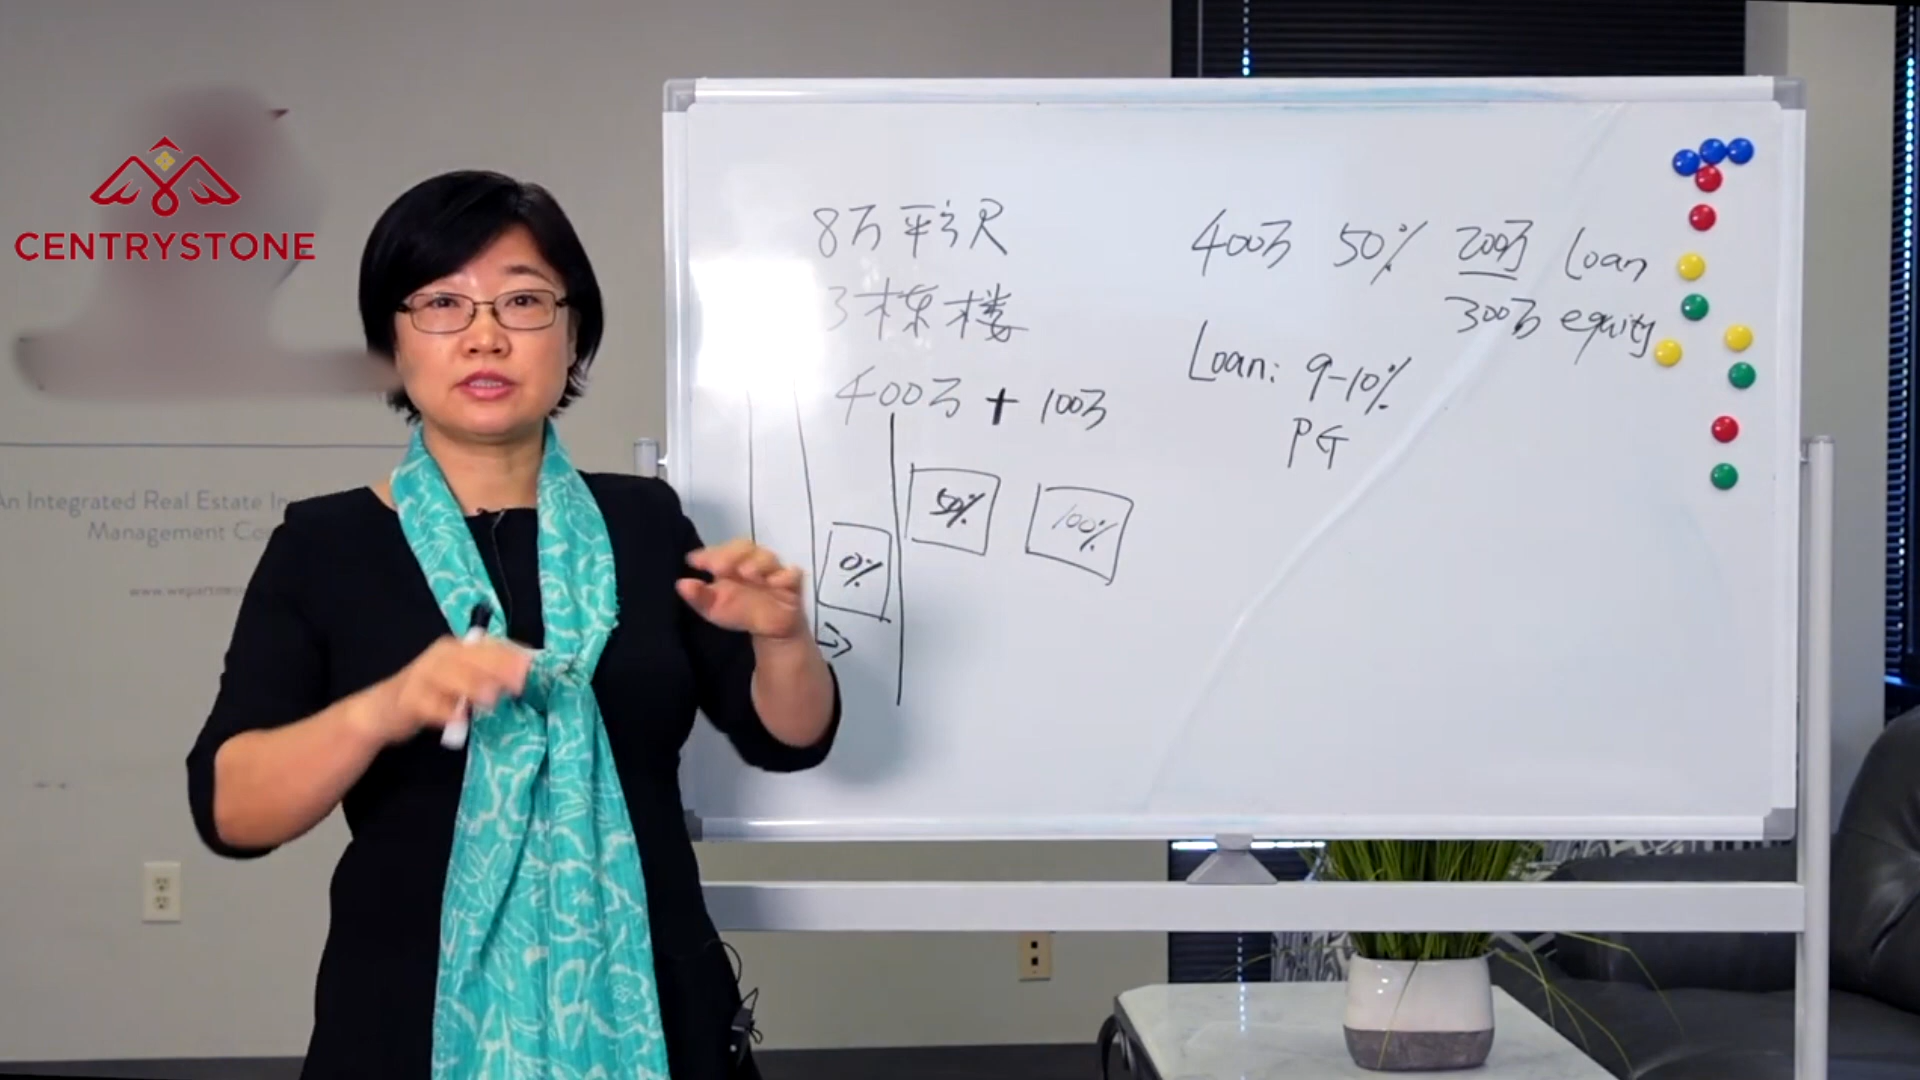 CENTRYSTONE
An Integrated Real Estate
Management
8万平方尺
3栋楼
400万 + 100万
0%
50%
100%
400万 50% 200万 Loan
300万 equity
Loan: 9-10%
PG